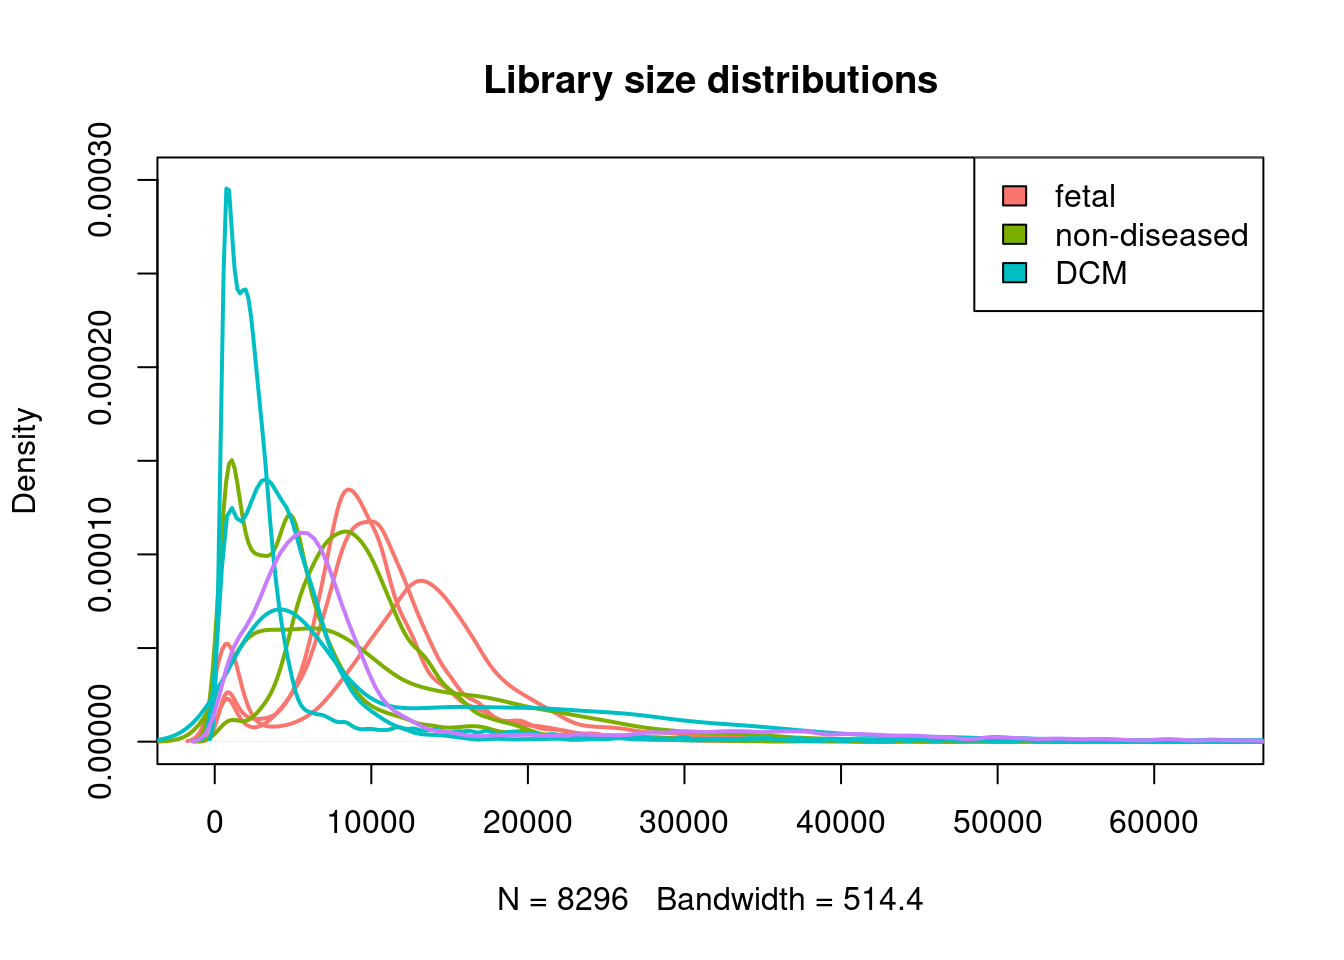 Library size distributions
Density
0.00000
0.00010
0.00020
0.00030
fetal
non-diseased
DCM
0
10000
20000
30000
40000
50000
60000
N = 8296   Bandwidth = 514.4